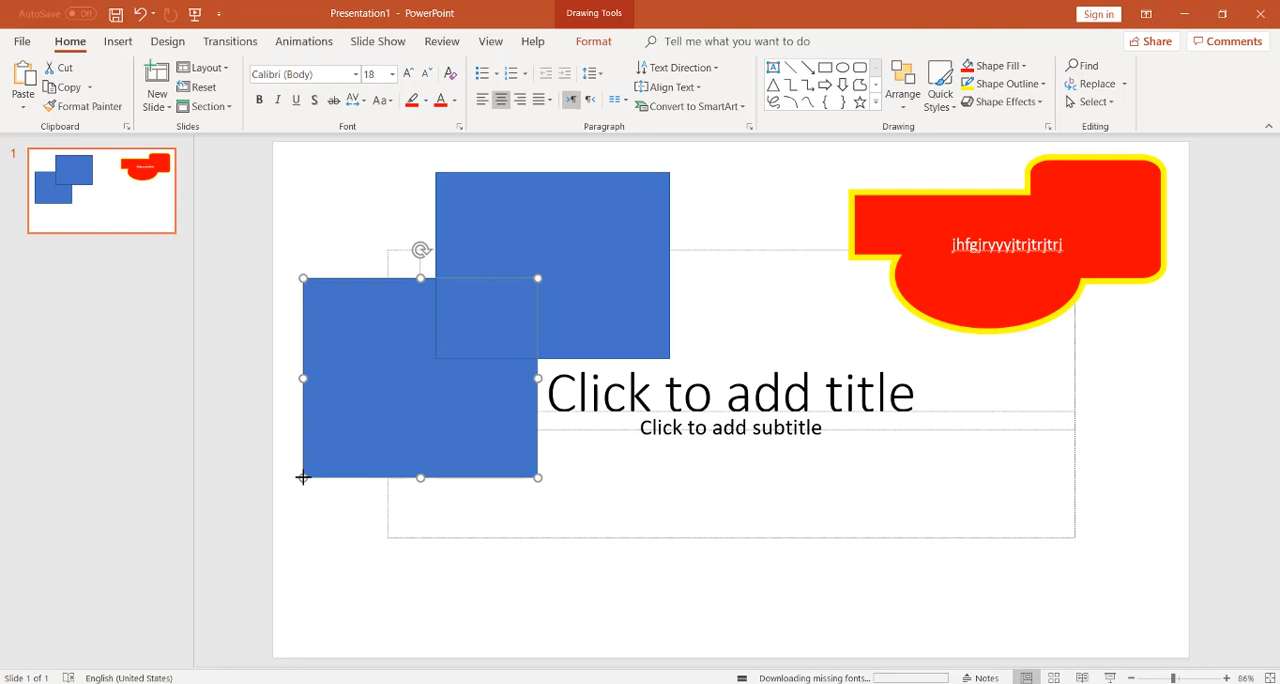 AutoSave Off Presentation1 - PowerPoint Drawing Tools Sign in
File Home Insert Design Transitions Animations Slide Show Review View Help Format Tell me what you want to do Share Comments
Paste Cut Copy Format Painter Clipboard
New Slide Layout Reset Section Slides
Calibri (Body) 18 A A A
B I U S ab AV Aa A A Font
Text Direction Align Text Convert to SmartArt Paragraph
Arrange Quick Styles Shape Fill Shape Outline Shape Effects Drawing
Find Replace Select Editing
1
jhfgjrvyyjtrjtrjtrj
Click to add title
Click to add subtitle
Slide 1 of 1 English (United States) Downloading missing fonts... Notes 86%